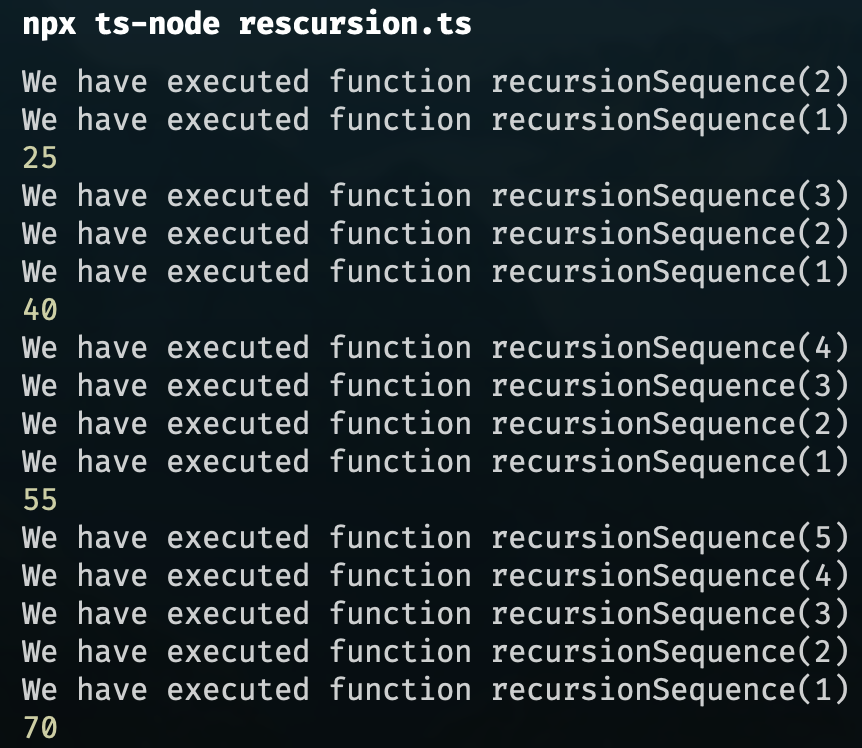 npx ts-node rescursion.ts
We have executed function recursionSequence(2)
We have executed function recursionSequence(1)
25
We have executed function recursionSequence(3)
We have executed function recursionSequence(2)
We have executed function recursionSequence(1)
40
We have executed function recursionSequence(4)
We have executed function recursionSequence(3)
We have executed function recursionSequence(2)
We have executed function recursionSequence(1)
55
We have executed function recursionSequence(5)
We have executed function recursionSequence(4)
We have executed function recursionSequence(3)
We have executed function recursionSequence(2)
We have executed function recursionSequence(1)
70